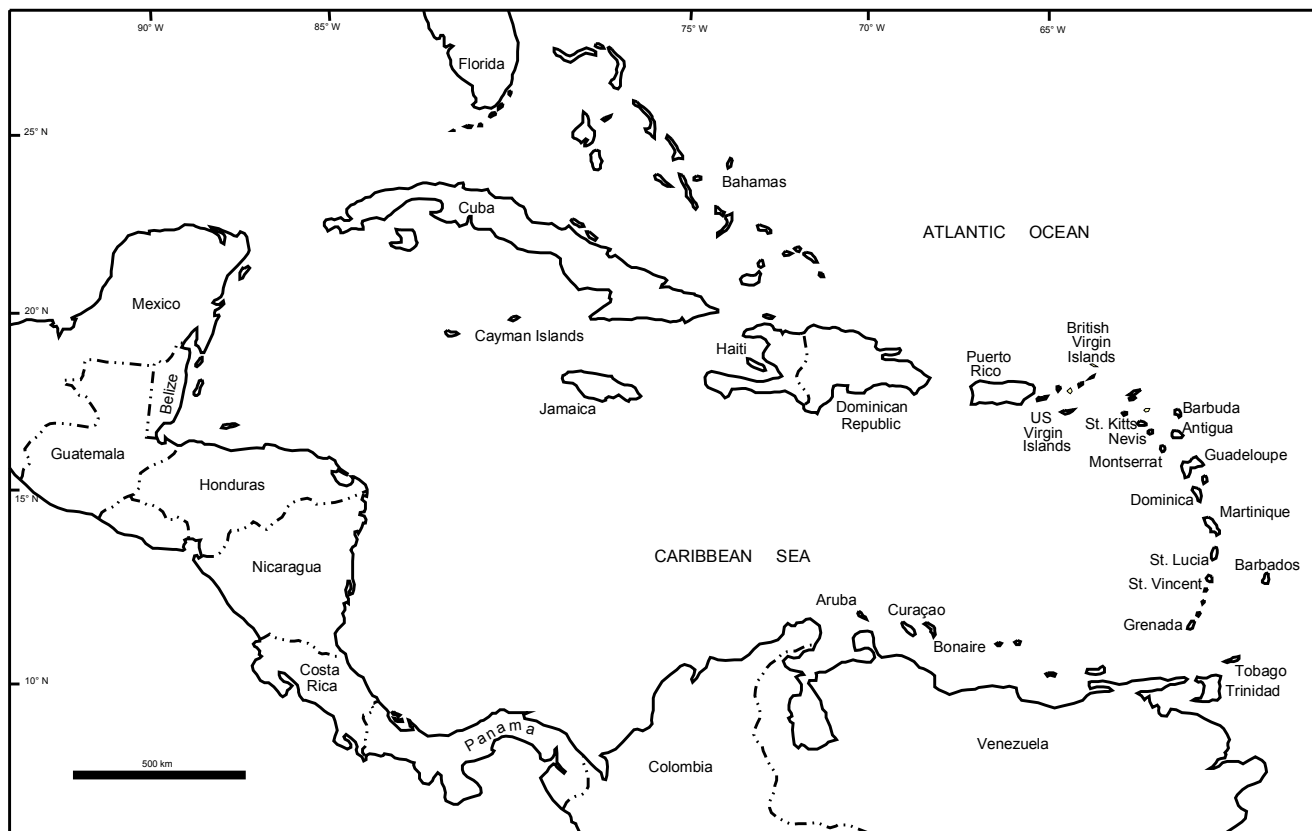 90° W
85° W
75° W
70° W
65° W
Florida
25° N
Bahamas
Cuba
ATLANTIC OCEAN
Mexico
20° N
Cayman Islands
Haiti
British
Virgin
Islands
Puerto
Rico
Belize
Jamaica
Dominican
Republic
US
Virgin
Islands
St. Kitts
Nevis
Barbuda
Antigua
Montserrat
Guadeloupe
Guatemala
Honduras
15° N
Dominica
Martinique
Nicaragua
CARIBBEAN SEA
St. Lucia
Barbados
St. Vincent
Aruba
Curaçao
Grenada
Bonaire
Costa
Rica
10° N
Tobago
Trinidad
Panama
Colombia
Venezuela
500 km